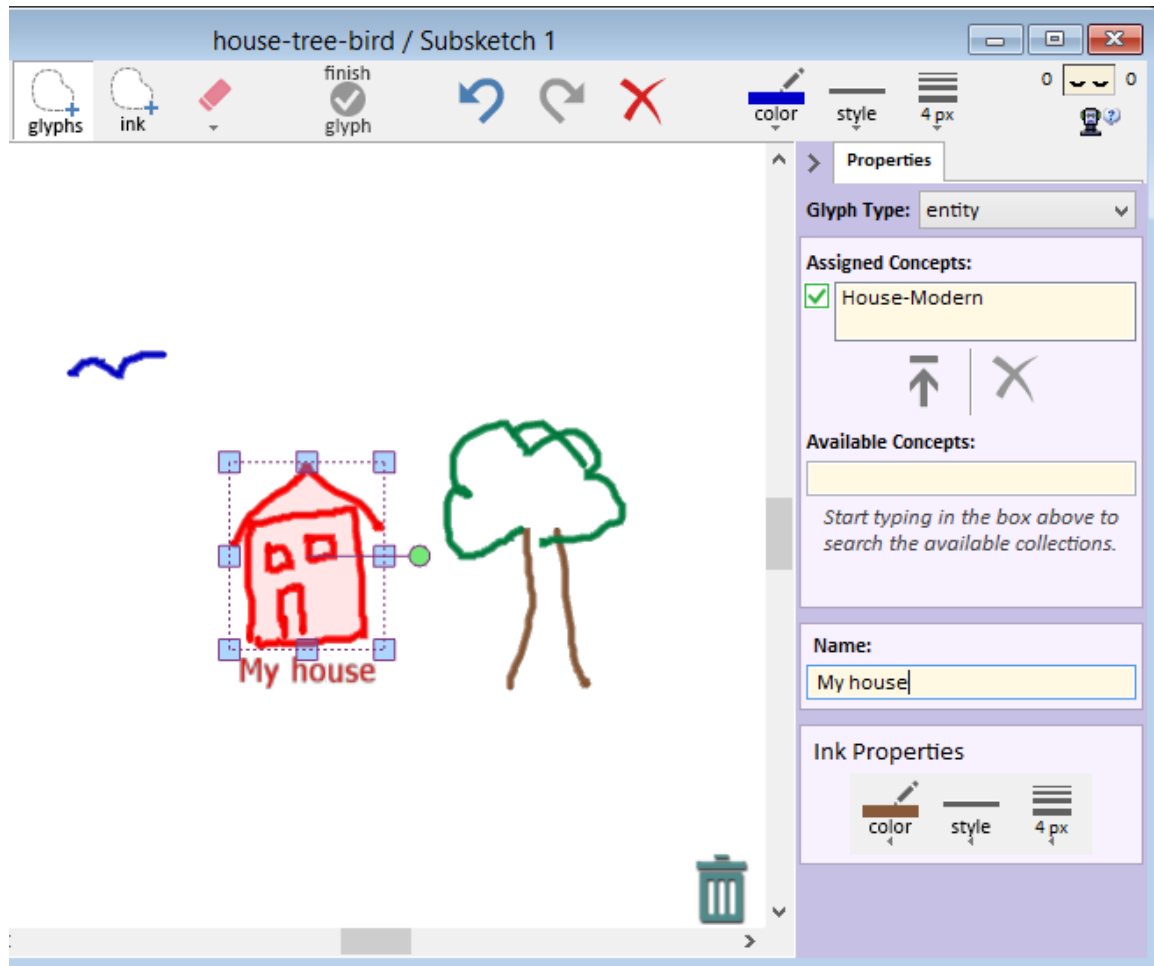 house-tree-bird / Subsketch 1
glyphs
ink
finish
glyph
color
style
4 px
0
0
Properties
Glyph Type: entity
Assigned Concepts:
House-Modern
Available Concepts:
Start typing in the box above to
search the available collections.
My house
Name:
My house
Ink Properties
color
style
4 px